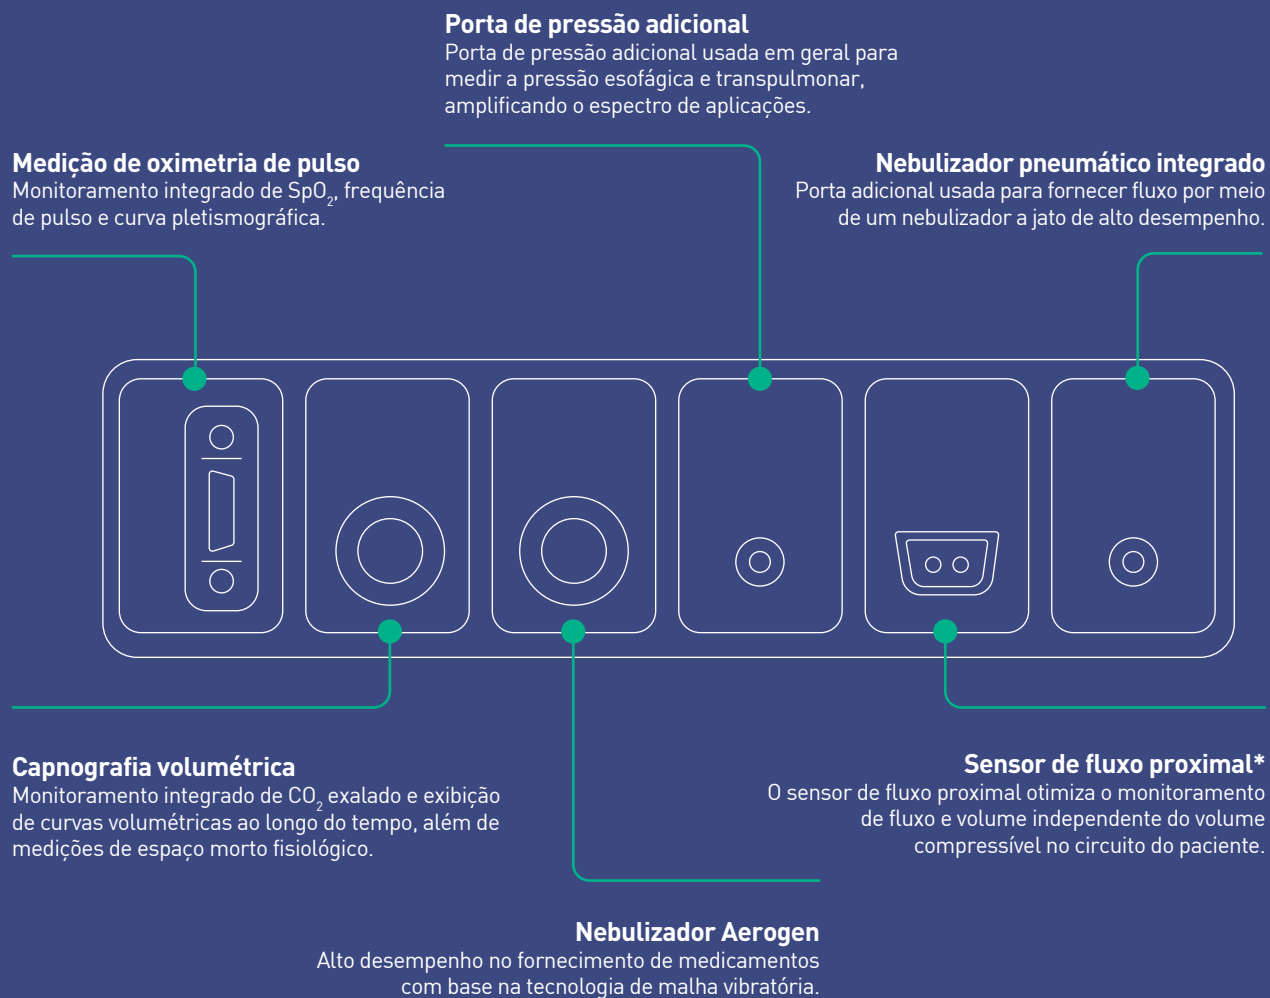 Porta de pressão adicional
Porta de pressão adicional usada em geral para
medir a pressão esofágica e transpulmonar,
amplificando o espectro de aplicações.
Medição de oximetria de pulso
Monitoramento integrado de SpO₂, frequência
de pulso e curva pletismográfica.
Nebulizador pneumático integrado
Porta adicional usada para fornecer fluxo por meio
de um nebulizador a jato de alto desempenho.
Capnografia volumétrica
Monitoramento integrado de CO₂ exalado e exibição
de curvas volumétricas ao longo do tempo, além de
medições de espaço morto fisiológico.
Sensor de fluxo proximal*
O sensor de fluxo proximal otimiza o monitoramento
de fluxo e volume independente do volume
compressível no circuito do paciente.
Nebulizador Aerogen
Alto desempenho no fornecimento de medicamentos
com base na tecnologia de malha vibratória.